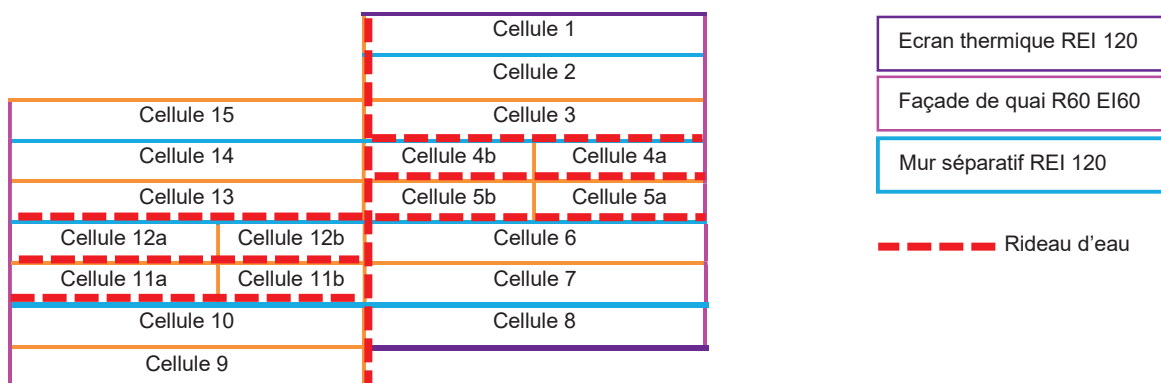 Cellule 1
Ecran thermique REI 120
Cellule 2
Façade de quai R60 EI60
Cellule 15
Cellule 3
Cellule 14
Cellule 4b
Cellule 4a
Mur séparatif REI 120
Cellule 13
Cellule 5b
Cellule 5a
Cellule 12a
Cellule 12b
Cellule 6
Rideau d’eau
Cellule 11a
Cellule 11b
Cellule 7
Cellule 10
Cellule 8
Cellule 9